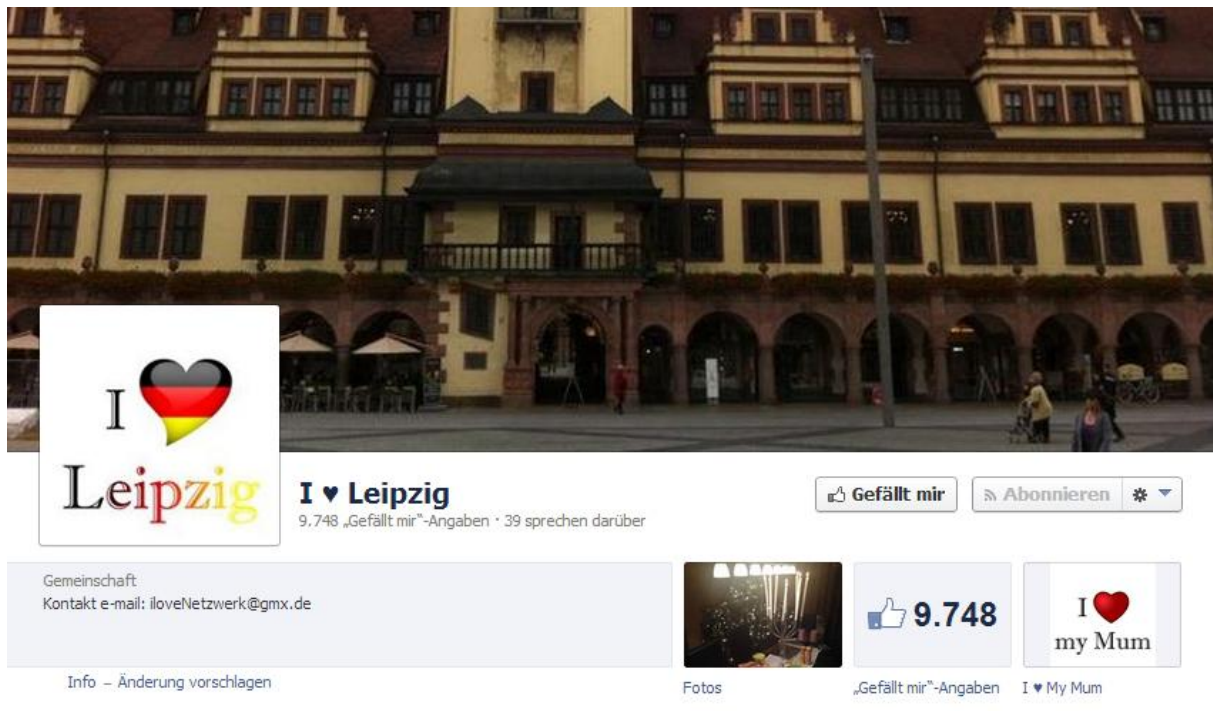 I ♥
Leipzig
I ♥ Leipzig
9.748 „Gefällt mir“-Angaben · 39 sprechen darüber
Gefällt mir
Abonnieren
Gemeinschaft
Kontakt e-mail: iloveNetzwerk@gmx.de
Info – Änderung vorschlagen
Fotos
9.748
„Gefällt mir“-Angaben
I ♥
my Mum
I ♥ My Mum